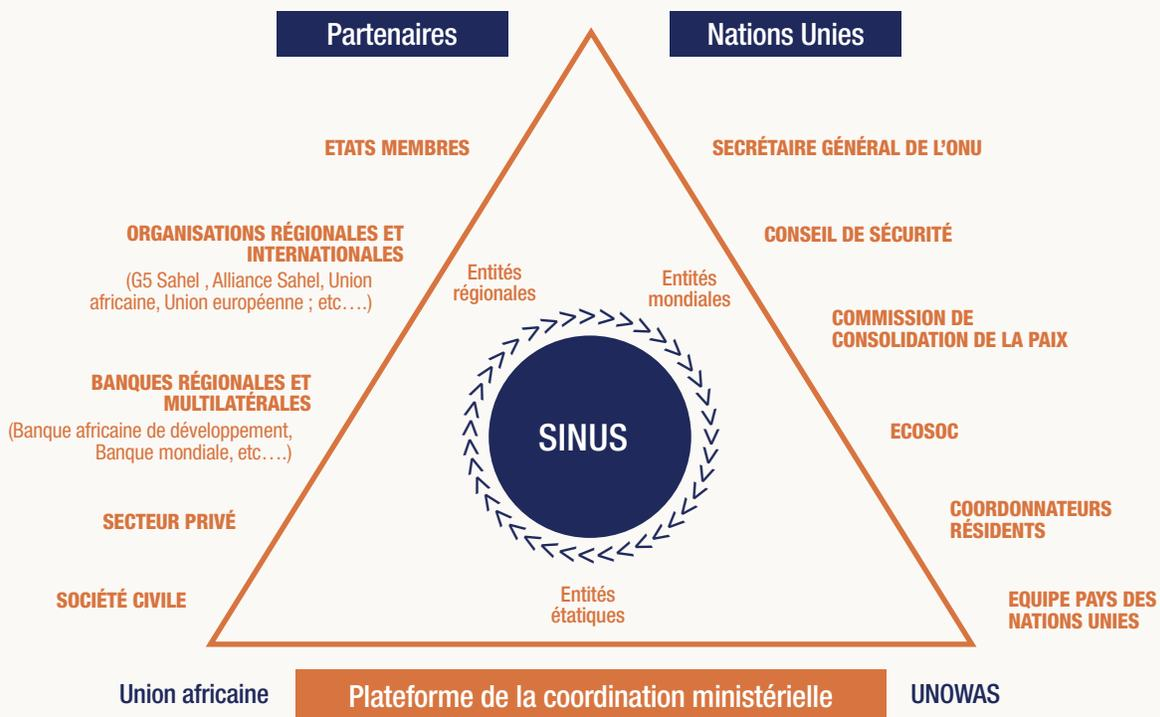 Partenaires
Nations Unies
ETATS MEMBRES
ORGANISATIONS RÉGIONALES ET
INTERNATIONALES
(G5 Sahel , Alliance Sahel, Union
africaine, Union européenne ; etc….)
BANQUES RÉGIONALES ET
MULTILATÉRALES
(Banque africaine de développement,
Banque mondiale, etc….)
SECTEUR PRIVÉ
SOCIÉTÉ CIVILE
Entités
régionales
Entités
mondiales
SINUS
Entités
étatiques
SECRÉTAIRE GÉNÉRAL DE L’ONU
CONSEIL DE SÉCURITÉ
COMMISSION DE
CONSOLIDATION DE LA PAIX
ECOSOC
COORDONNATEURS
RÉSIDENTS
EQUIPE PAYS DES
NATIONS UNIES
Union africaine
Plateforme de la coordination ministérielle
UNOWAS